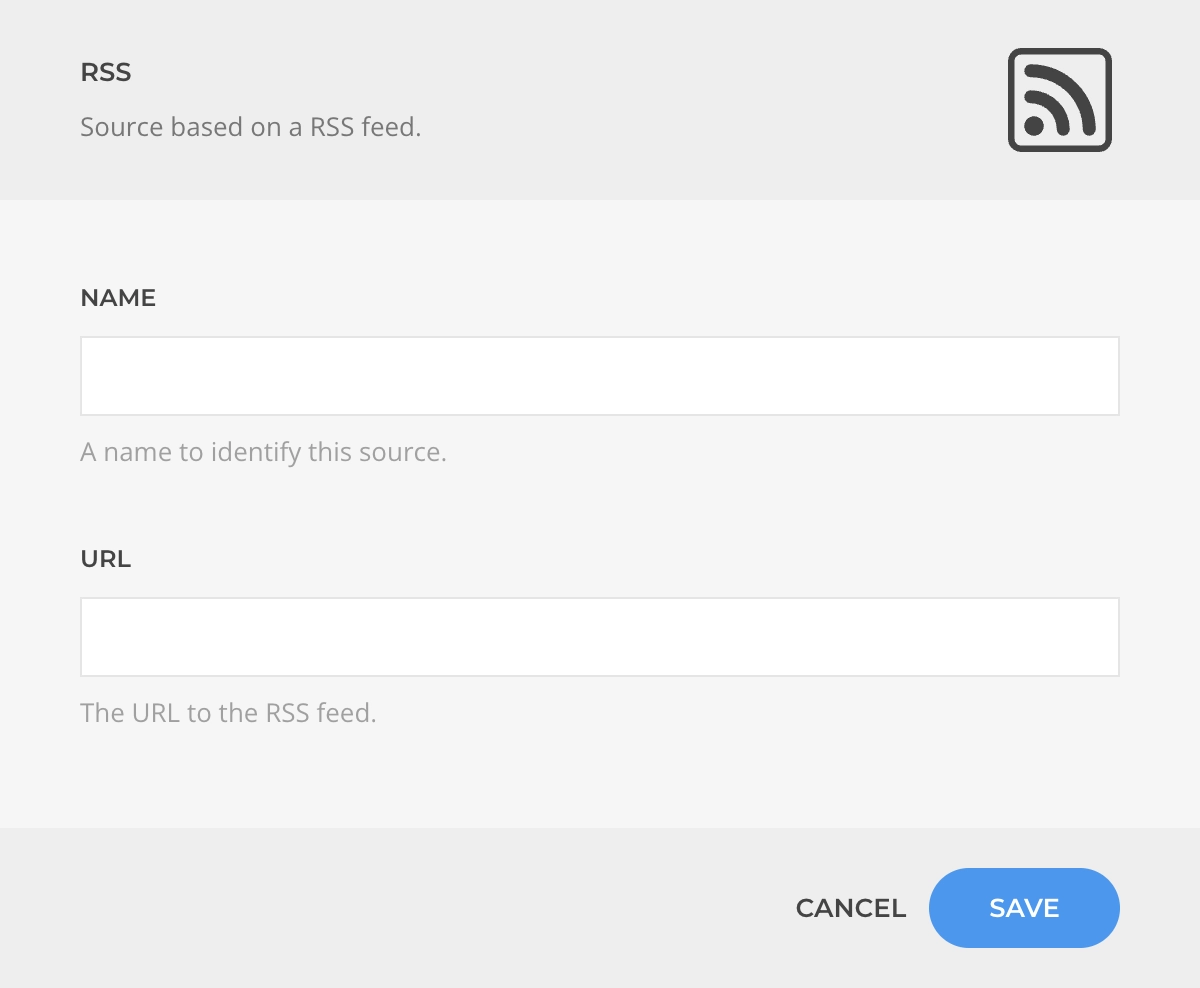 RSS
Source based on a RSS feed.
NAME
A name to identify this source.
URL
The URL to the RSS feed.
CANCEL SAVE